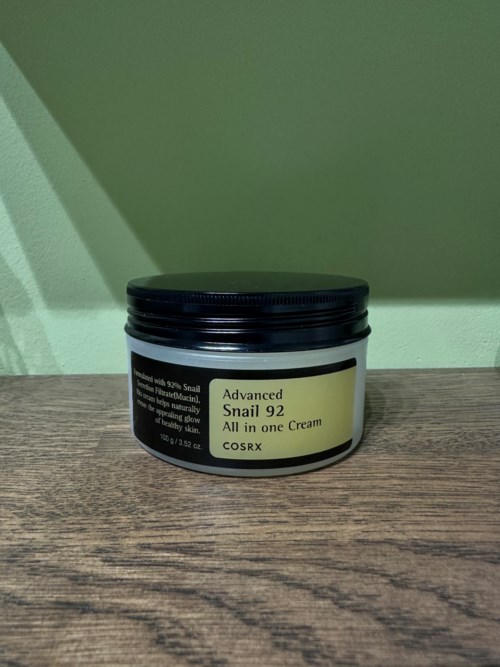 Formulated with 92% Snail
Secretion Filtrate(Mucin),
this cream helps naturally
the appealing glow
of healthy skin.
100 g / 3.52 oz.
Advanced
Snail 92
All in one Cream
COSRX